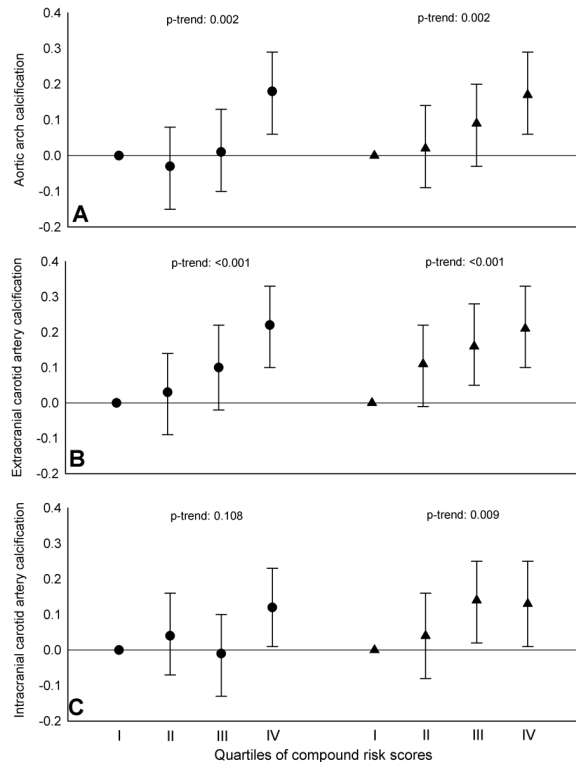 p-trend: 0.002 p-trend: 0.002
Aortic arch calcification
0.4
0.3
0.2
0.1
0.0
-0.1
-0.2
A
p-trend: <0.001 p-trend: <0.001
Extracranial carotid artery calcification
0.4
0.3
0.2
0.1
0.0
-0.1
-0.2
B
p-trend: 0.108 p-trend: 0.009
Intracranial carotid artery calcification
0.4
0.3
0.2
0.1
0.0
-0.1
-0.2
C
I II III IV I II III IV
Quartiles of compound risk scores